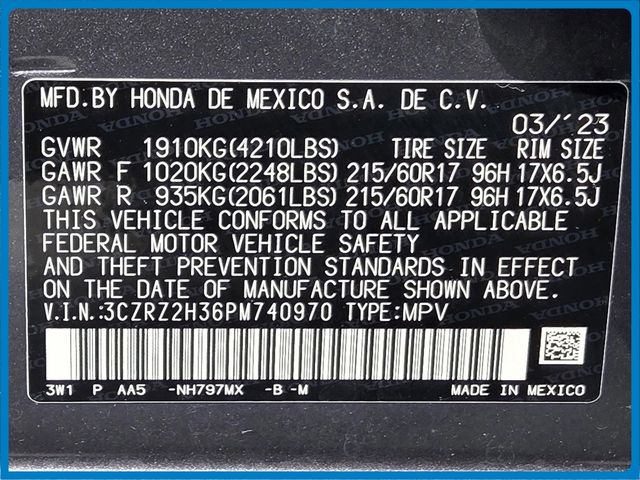 MFD.BY HONDA DE MEXICO S.A. DE C.V.
03/'23
GVWR 1910KG(4210LBS) TIRE SIZE RIM SIZE
GAWR F 1020KG(2248LBS) 215/60R17 96H 17X6.5J
GAWR R 935KG(2061LBS) 215/60R17 96H 17X6.5J
THIS VEHICLE CONFORMS TO ALL APPLICABLE
FEDERAL MOTOR VEHICLE SAFETY
AND THEFT PREVENTION STANDARDS IN EFFECT
ON THE DATE OF MANUFACTURE SHOWN ABOVE.
V.I.N.:3CZRZ2H36PM740970 TYPE:MPV
3W1 P AA5 -NH797MX -B -M MADE IN MEXICO